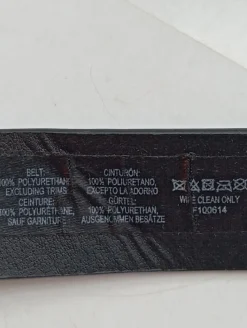 BELT:
100% POLYURETHANE
EXCLUDING TRIMS
CEINTURE:
100% POLYURÉTHANE,
SAUF GARNITURE
CINTURÓN:
100% POLIURETANO,
EXCEPTO LA ADORNO
GÜRTEL:
100% POLYURETHAN,
AUSGENOMMEN BESÄTZE
WIPE CLEAN ONLY
F100614